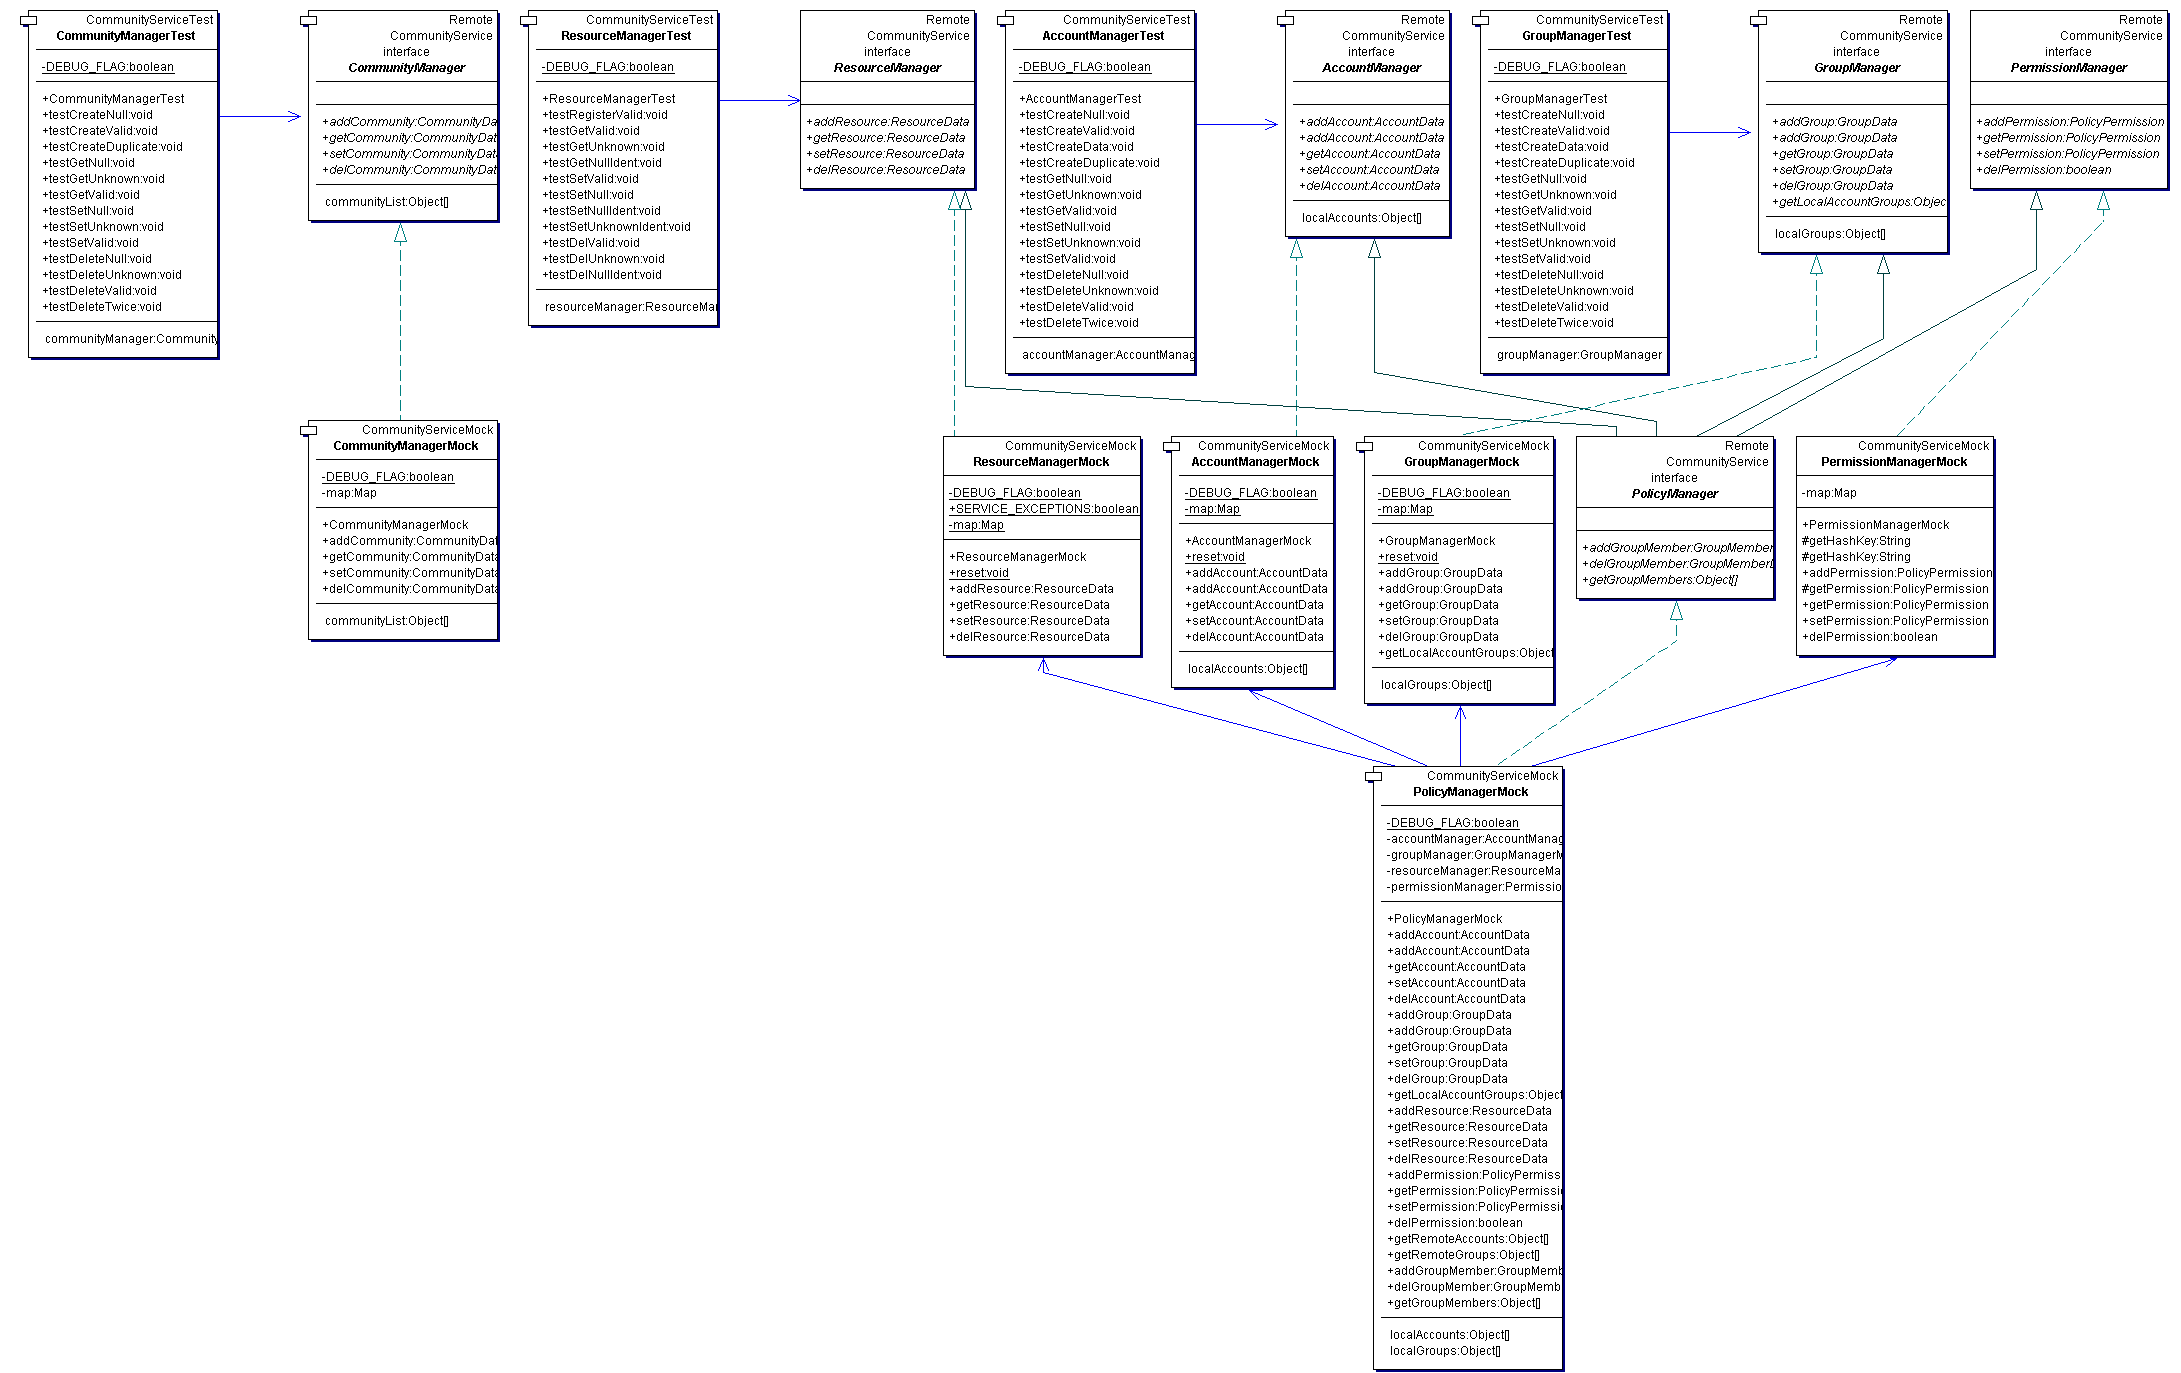 CommunityServiceTest
CommunityManagerTest
-DEBUG_FLAG:boolean
+CommunityManagerTest
+testCreateNull:void
+testCreateValid:void
+testCreateDuplicate:void
+testGetNull:void
+testGetUnknown:void
+testGetValid:void
+testSetNull:void
+testSetUnknown:void
+testSetValid:void
+testDeleteNull:void
+testDeleteUnknown:void
+testDeleteValid:void
+testDeleteTwice:void
communityManager:Community
Remote
CommunityService
interface
CommunityManager
+addCommunity:CommunityDa
+getCommunity:CommunityDat
+setCommunity:CommunityDat
+delCommunity:CommunityDat
communityList:Object[]
CommunityServiceTest
ResourceManagerTest
-DEBUG_FLAG:boolean
+ResourceManagerTest
+testRegisterValid:void
+testGetValid:void
+testGetUnknown:void
+testGetNullIdent:void
+testSetValid:void
+testSetNull:void
+testSetNullIdent:void
+testSetUnknownIdent:void
+testDelValid:void
+testDelUnknown:void
+testDelNullIdent:void
resourceManager:ResourceMa
Remote
CommunityService
interface
ResourceManager
+addResource:ResourceData
+getResource:ResourceData
+setResource:ResourceData
+delResource:ResourceData
CommunityServiceTest
AccountManagerTest
-DEBUG_FLAG:boolean
+AccountManagerTest
+testCreateNull:void
+testCreateValid:void
+testCreateData:void
+testCreateDuplicate:void
+testGetNull:void
+testGetUnknown:void
+testGetValid:void
+testSetNull:void
+testSetUnknown:void
+testSetValid:void
+testDeleteNull:void
+testDeleteUnknown:void
+testDeleteValid:void
+testDeleteTwice:void
accountManager:AccountManag
Remote
CommunityService
interface
AccountManager
+addAccount:AccountData
+addAccount:AccountData
+getAccount:AccountData
+setAccount:AccountData
+delAccount:AccountData
localAccounts:Object[]
CommunityServiceTest
GroupManagerTest
-DEBUG_FLAG:boolean
+GroupManagerTest
+testCreateNull:void
+testCreateValid:void
+testCreateData:void
+testCreateDuplicate:void
+testGetNull:void
+testGetUnknown:void
+testGetValid:void
+testSetNull:void
+testSetUnknown:void
+testSetValid:void
+testDeleteNull:void
+testDeleteUnknown:void
+testDeleteValid:void
+testDeleteTwice:void
groupManager:GroupManager
Remote
CommunityService
interface
GroupManager
+addGroup:GroupData
+addGroup:GroupData
+getGroup:GroupData
+setGroup:GroupData
+delGroup:GroupData
+getLocalAccountGroups:Objec
localGroups:Object[]
Remote
CommunityService
interface
PermissionManager
+addPermission:PolicyPermission
+getPermission:PolicyPermission
+setPermission:PolicyPermission
+delPermission:boolean
CommunityServiceMock
CommunityManagerMock
-DEBUG_FLAG:boolean
-map:Map
+CommunityManagerMock
+addCommunity:CommunityDat
+getCommunity:CommunityData
+setCommunity:CommunityData
+delCommunity:CommunityData
communityList:Object[]
CommunityServiceMock
ResourceManagerMock
-DEBUG_FLAG:boolean
+SERVICE_EXCEPTIONS:boolean
-map:Map
+ResourceManagerMock
+reset:void
+addResource:ResourceData
+getResource:ResourceData
+setResource:ResourceData
+delResource:ResourceData
CommunityServiceMock
AccountManagerMock
-DEBUG_FLAG:boolean
-map:Map
+AccountManagerMock
+reset:void
+addAccount:AccountData
+addAccount:AccountData
+getAccount:AccountData
+setAccount:AccountData
+delAccount:AccountData
localAccounts:Object[]
CommunityServiceMock
GroupManagerMock
-DEBUG_FLAG:boolean
-map:Map
+GroupManagerMock
+reset:void
+addGroup:GroupData
+addGroup:GroupData
+getGroup:GroupData
+setGroup:GroupData
+delGroup:GroupData
+getLocalAccountGroups:Object
localGroups:Object[]
Remote
CommunityService
interface
PolicyManager
+addGroupMember:GroupMember
+delGroupMember:GroupMemberD
+getGroupMembers:Object[]
CommunityServiceMock
PermissionManagerMock
-map:Map
+PermissionManagerMock
#getHashKey:String
#getHashKey:String
+addPermission:PolicyPermission
#getPermission:PolicyPermission
+getPermission:PolicyPermission
+setPermission:PolicyPermission
+delPermission:boolean
CommunityServiceMock
PolicyManagerMock
-DEBUG_FLAG:boolean
-accountManager:AccountManag
-groupManager:GroupManagerM
-resourceManager:ResourceMa
-permissionManager:Permissio
+PolicyManagerMock
+addAccount:AccountData
+addAccount:AccountData
+getAccount:AccountData
+setAccount:AccountData
+delAccount:AccountData
+addGroup:GroupData
+addGroup:GroupData
+getGroup:GroupData
+setGroup:GroupData
+delGroup:GroupData
+getLocalAccountGroups:Object
+addResource:ResourceData
+getResource:ResourceData
+setResource:ResourceData
+delResource:ResourceData
+addPermission:PolicyPermiss
+getPermission:PolicyPermissi
+setPermission:PolicyPermissi
+delPermission:boolean
+getRemoteAccounts:Object[]
+getRemoteGroups:Object[]
+addGroupMember:GroupMemb
+delGroupMember:GroupMemb
+getGroupMembers:Object[]
localAccounts:Object[]
localGroups:Object[]